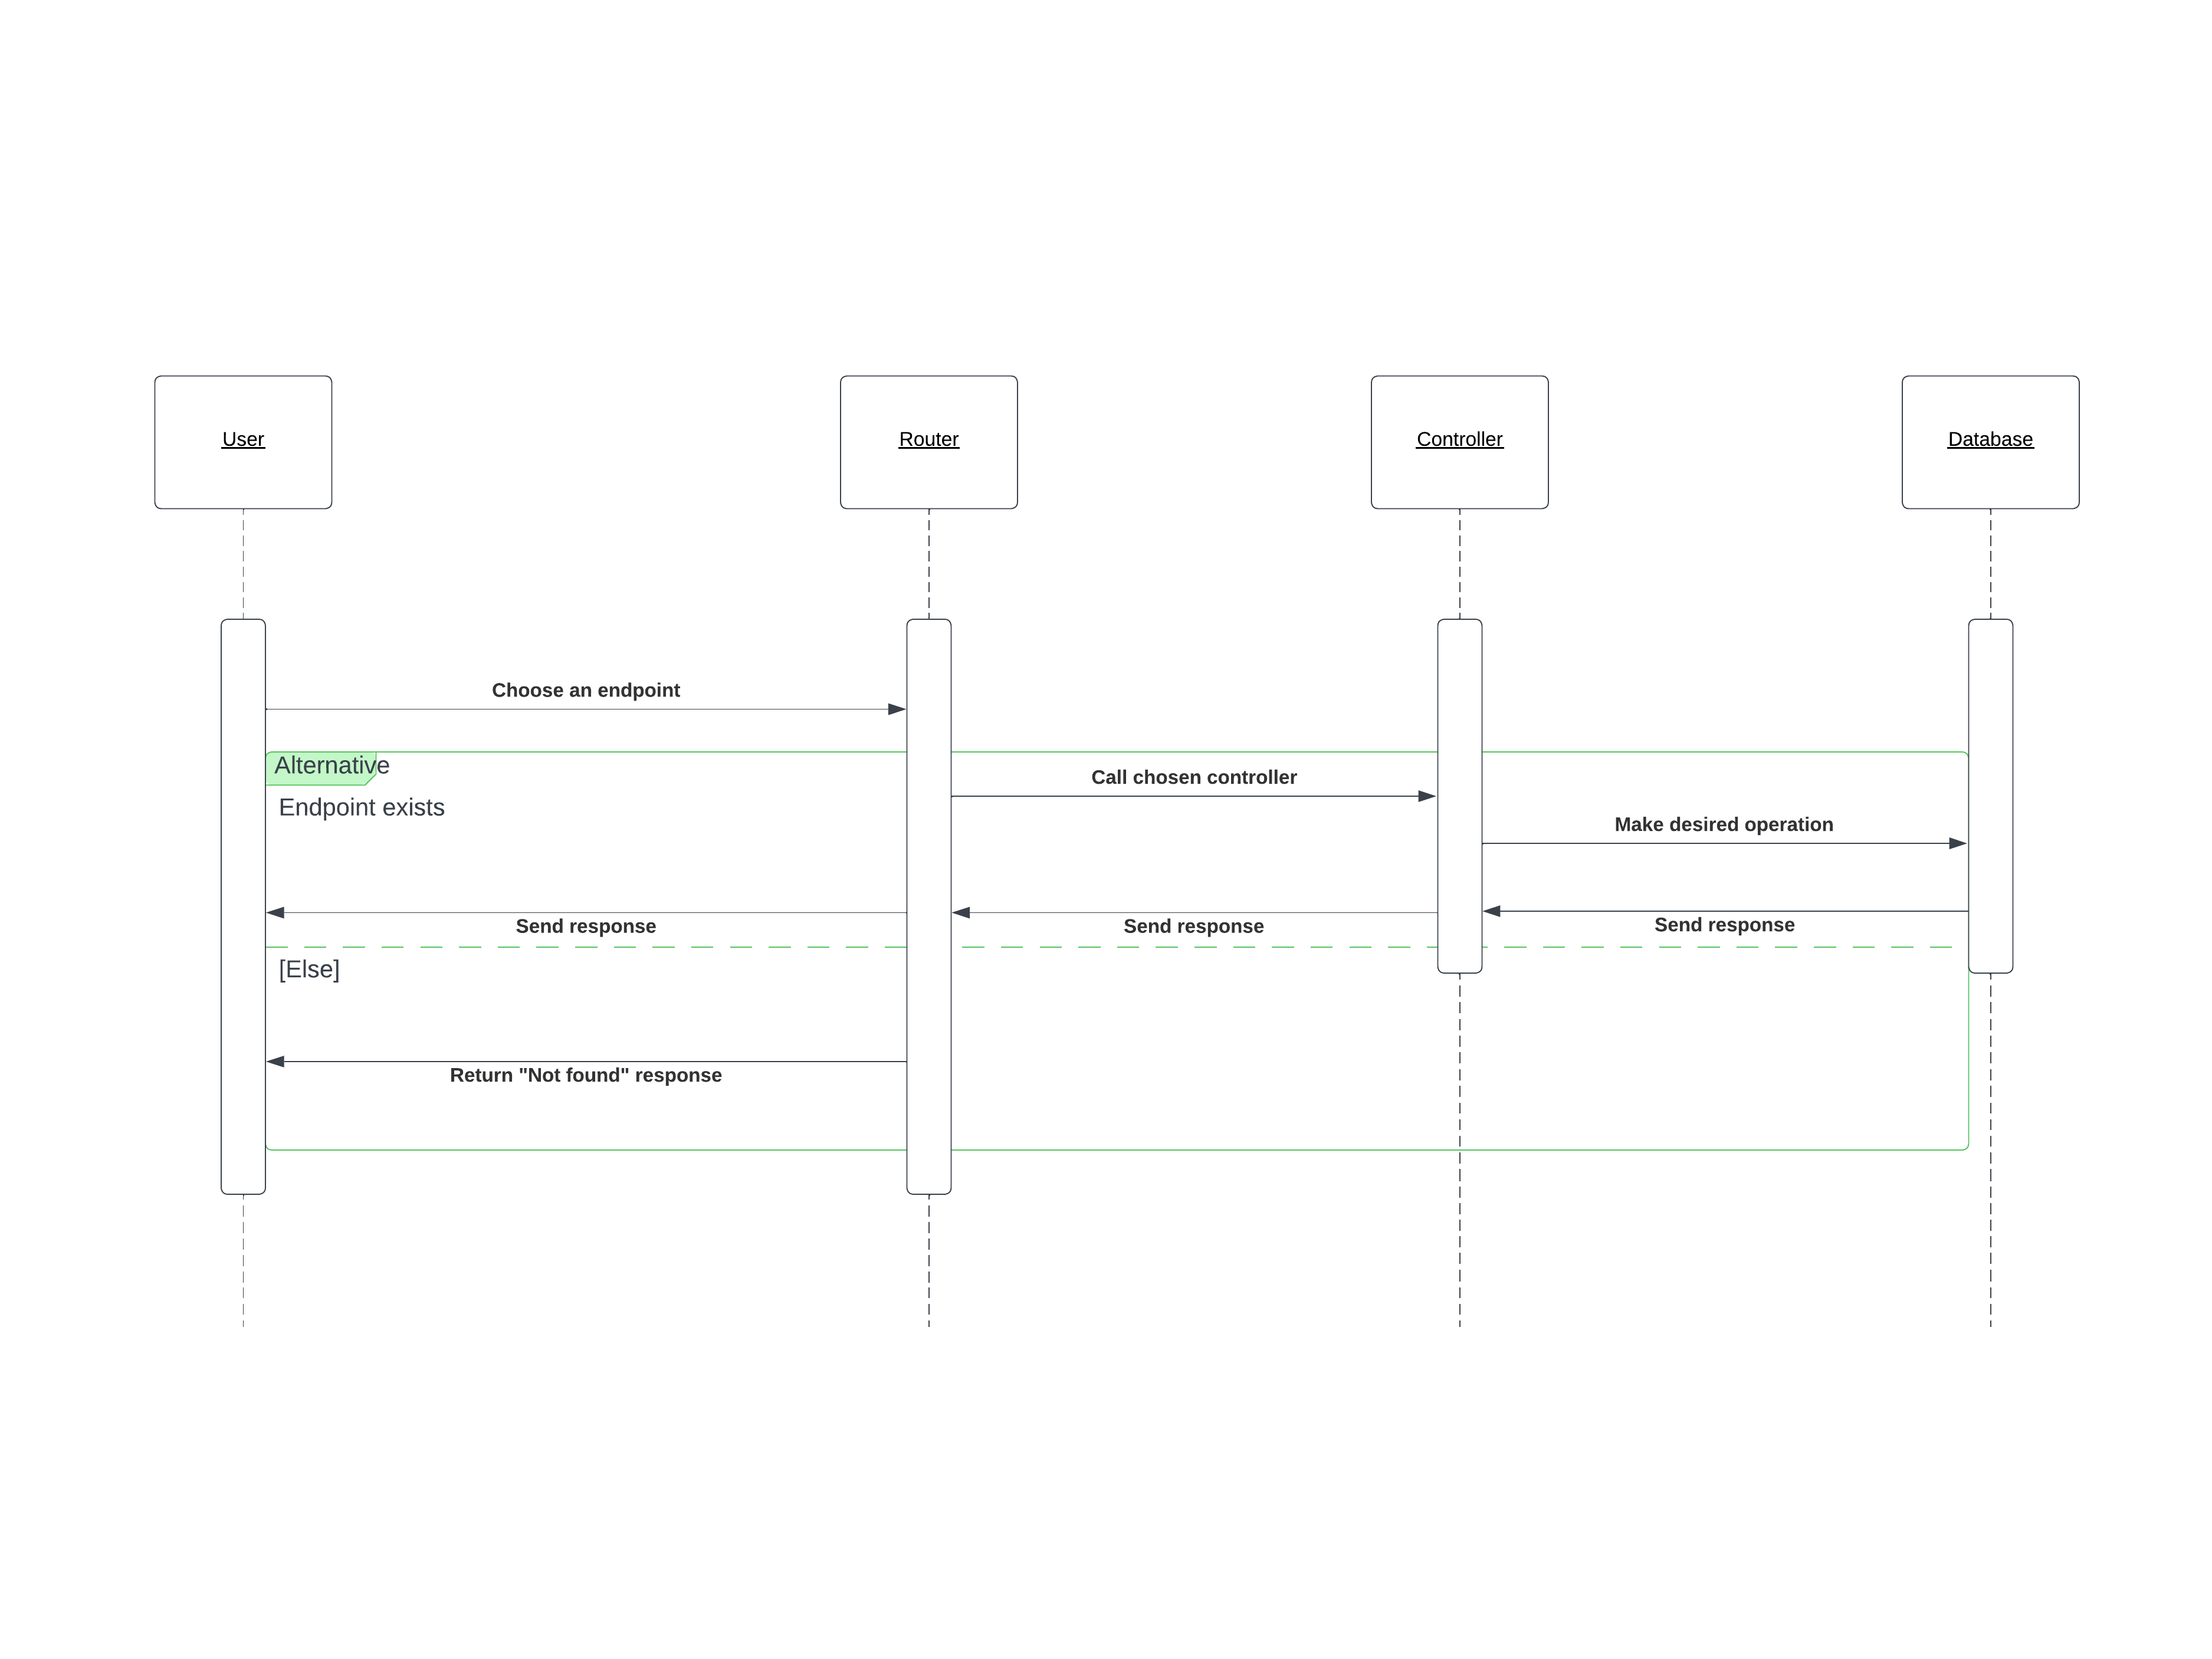 User
Router
Controller
Database
Choose an endpoint
Alternative
Call chosen controller
Endpoint exists
Make desired operation
Send response
Send response
Send response
[Else]
Return "Not found" response